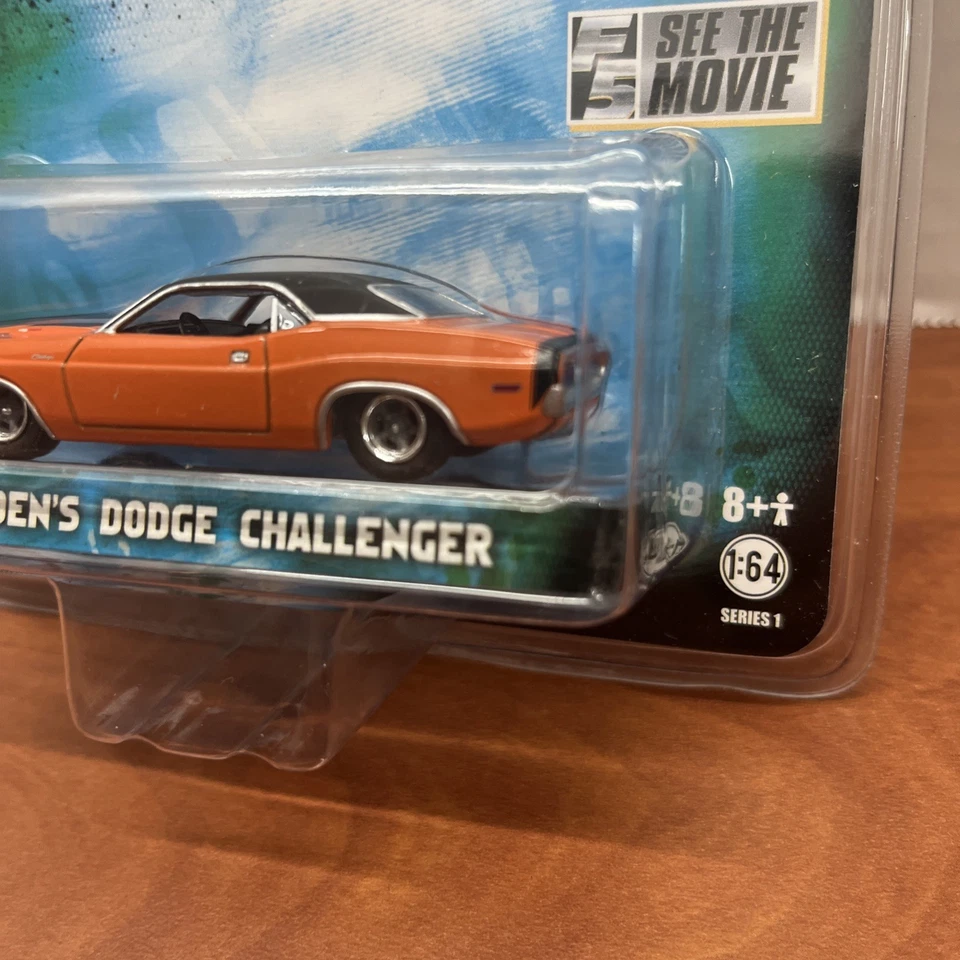 F5 SEE THE
MOVIE
DEN'S DODGE CHALLENGER
8+
1:64
SERIES 1